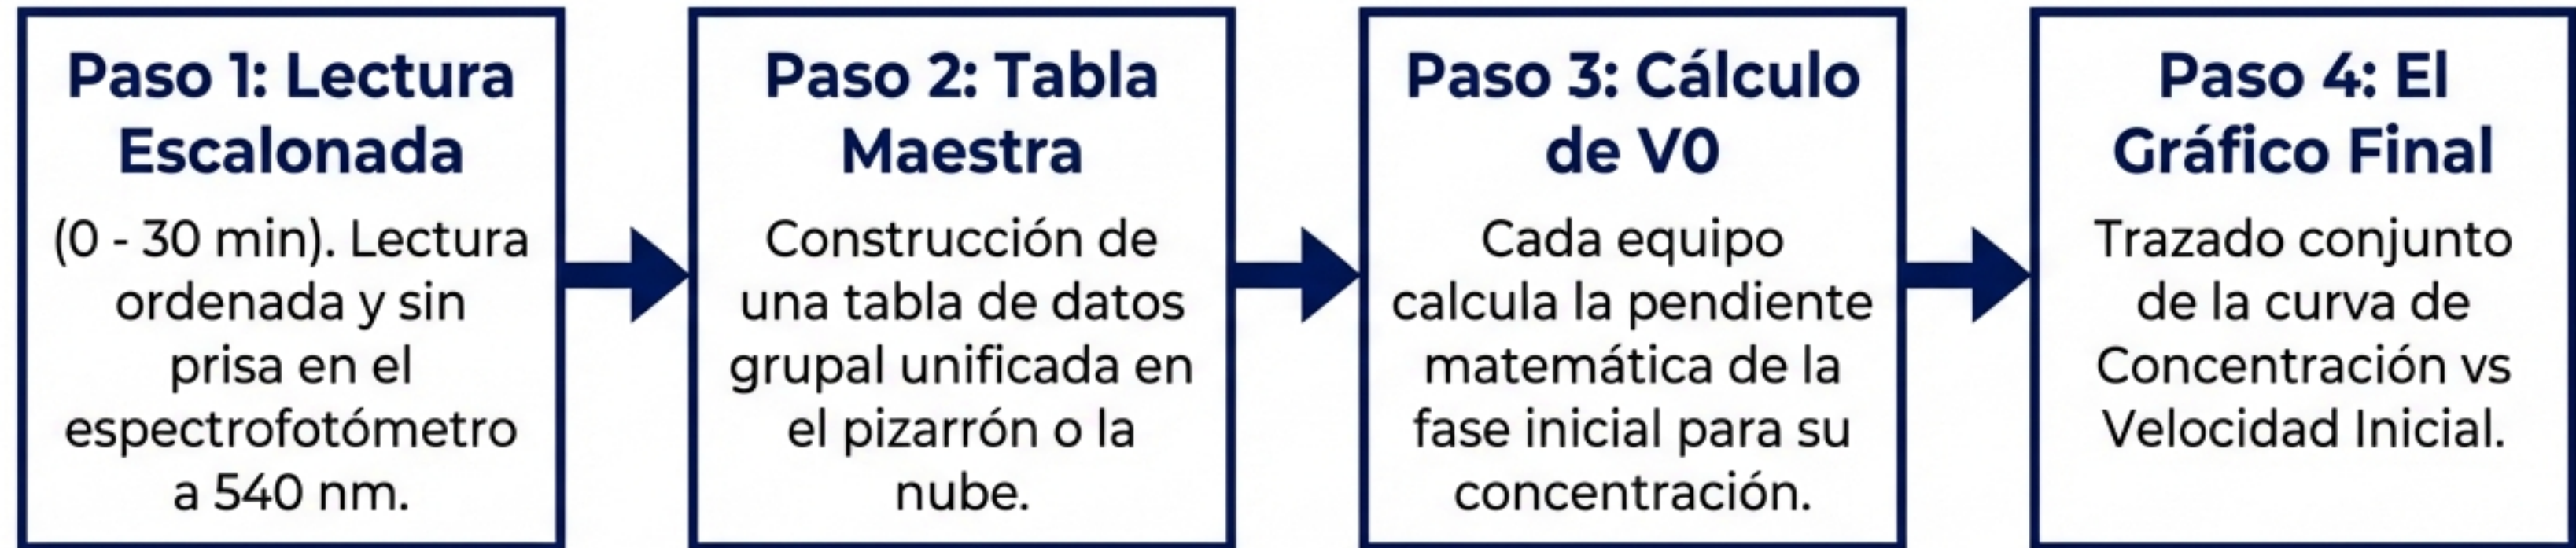 Paso 1: Lectura
Escalonada
(0 - 30 min). Lectura
ordenada y sin
prisa en el
espectrofotómetro
a 540 nm.
Paso 2: Tabla
Maestra
Construcción de
una tabla de datos
grupal unificada en
el pizarrón o la
nube.
Paso 3: Cálculo
de V0
Cada equipo
calcula la pendiente
matemática de la
fase inicial para su
concentración.
Paso 4: El
Gráfico Final
Trazado conjunto
de la curva de
Concentración vs
Velocidad Inicial.